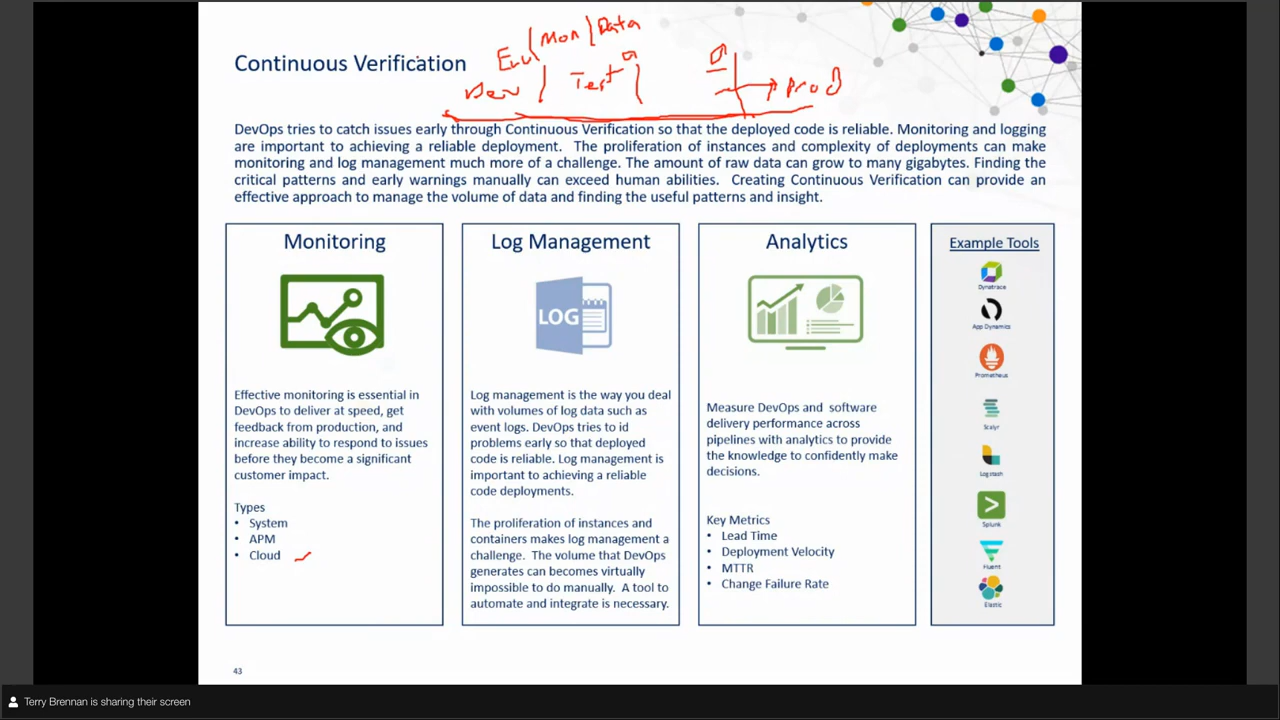 Mon Data
Env
Dev Test
Prod
Continuous Verification
DevOps tries to catch issues early through Continuous Verification so that the deployed code is reliable. Monitoring and logging
are important to achieving a reliable deployment. The proliferation of instances and complexity of deployments can make
monitoring and log management much more of a challenge. The amount of raw data can grow to many gigabytes. Finding the
critical patterns and early warnings manually can exceed human abilities. Creating Continuous Verification can provide an
effective approach to manage the volume of data and finding the useful patterns and insight.
Monitoring
Effective monitoring is essential in
DevOps to deliver at speed, get
feedback from production, and
increase ability to respond to issues
before they become a significant
customer impact.
Types
• System
• APM
• Cloud
Log Management
LOG
Log management is the way you deal
with volumes of log data such as
event logs. DevOps tries to id
problems early so that deployed
code is reliable. Log management is
important to achieving a reliable
code deployments.
The proliferation of instances and
containers makes log management a
challenge. The volume that DevOps
generates can becomes virtually
impossible to do manually. A tool to
automate and integrate is necessary.
Analytics
Measure DevOps and software
delivery performance across
pipelines with analytics to provide
the knowledge to confidently make
decisions.
Key Metrics
• Lead Time
• Deployment Velocity
• MTTR
• Change Failure Rate
Example Tools
Dynatrace
App Dynamics
Prometheus
Scalyr
Logstash
Splunk
Fluent
Elastic
43
Terry Brennan is sharing their screen